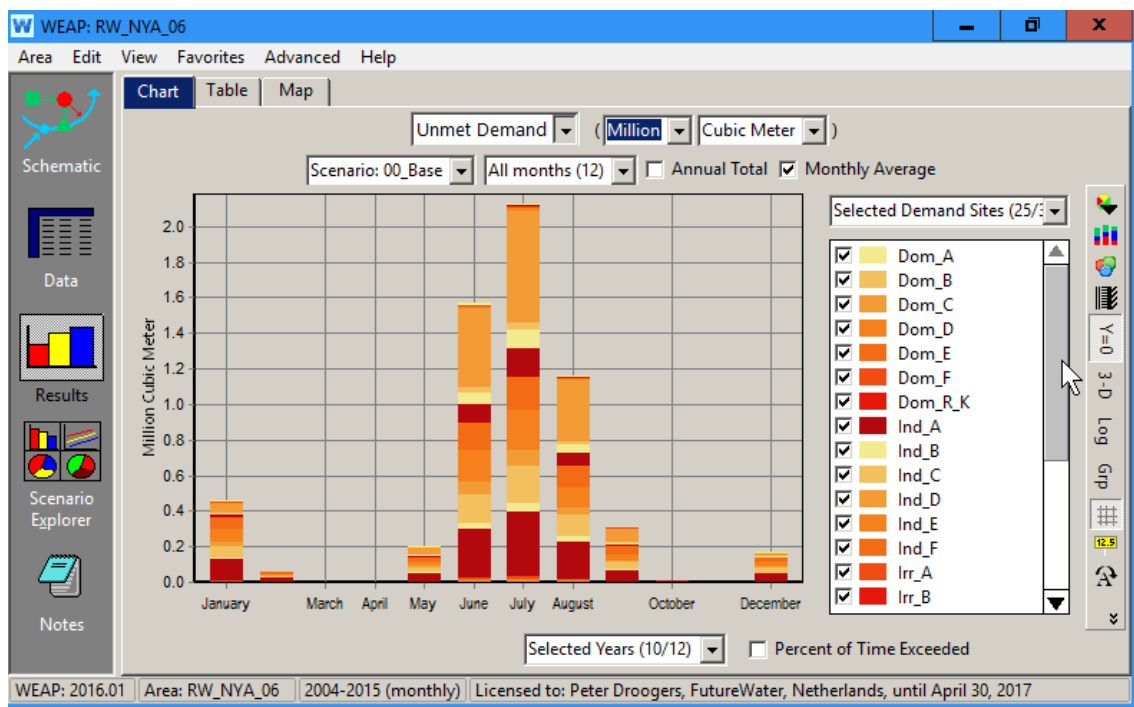 W WEAP: RW_NYA_06
Area Edit View Favorites Advanced Help
Chart Table Map
Unmet Demand ( Million Cubic Meter )
Scenario: 00_Base All months (12) Annual Total Monthly Average
Schematic
Data
Results
Scenario
Explorer
Notes
Million Cubic Meter
2.0
1.8
1.6
1.4
1.2
1.0
0.8
0.6
0.4
0.2
0.0
January March April May June July August October December
Selected Demand Sites (25/3
Dom_A
Dom_B
Dom_C
Dom_D
Dom_E
Dom_F
Dom_R_K
Ind_A
Ind_B
Ind_C
Ind_D
Ind_E
Ind_F
Irr_A
Irr_B
Y=0
3-D
Log
Grp
12.5
A
Selected Years (10/12) Percent of Time Exceeded
WEAP: 2016.01 Area: RW_NYA_06 2004-2015 (monthly) Licensed to: Peter Droogers, FutureWater, Netherlands, until April 30, 2017